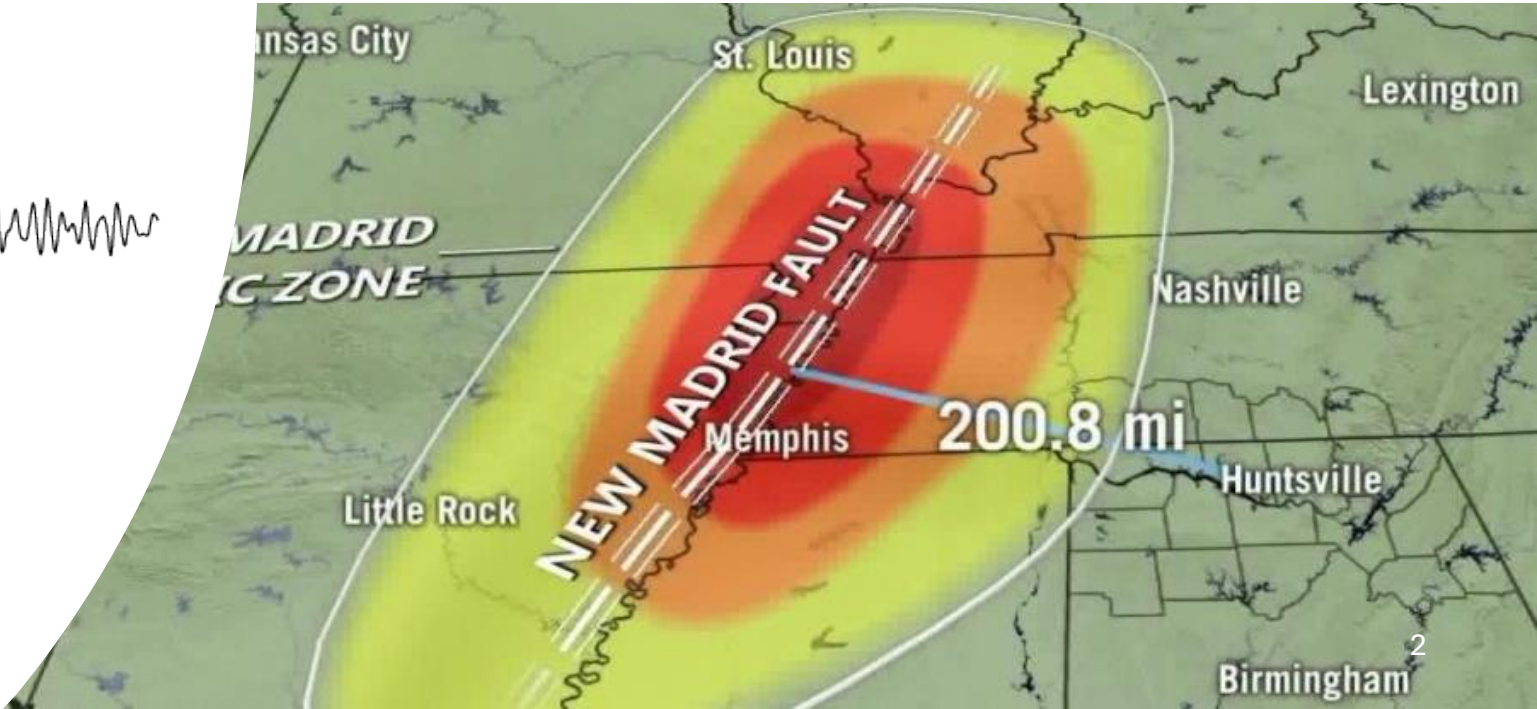 ansas City
St. Louis
Lexington
MADRID
IC ZONE
NEW MADRID FAULT
Nashville
200.8 mi
Memphis
Huntsville
Little Rock
2
Birmingham